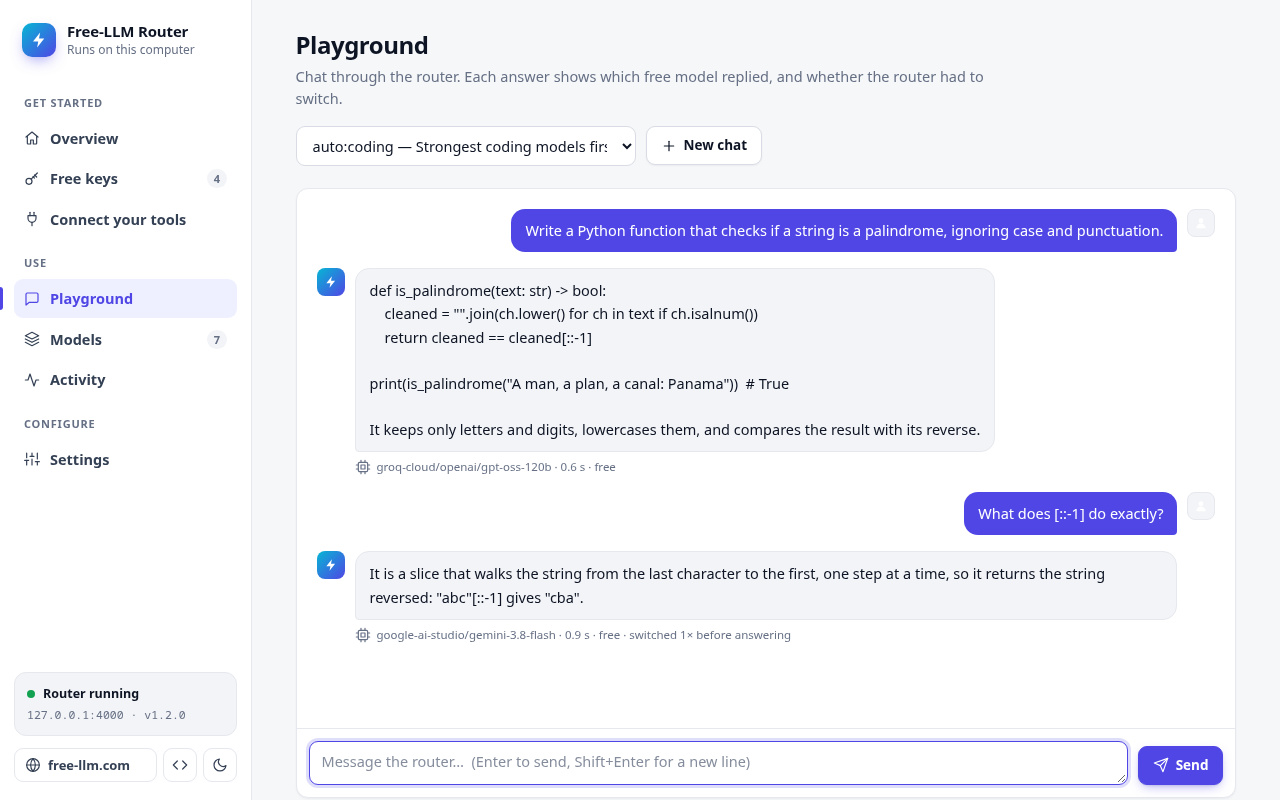 Free-LLM Router
Runs on this computer
GET STARTED
Overview
Free keys 4
Connect your tools
USE
Playground
Models 7
Activity
CONFIGURE
Settings
Router running
127.0.0.1:4000 · v1.2.0
free-llm.com
Playground
Chat through the router. Each answer shows which free model replied, and whether the router had to
switch.
auto:coding — Strongest coding models firs
New chat
Write a Python function that checks if a string is a palindrome, ignoring case and punctuation.
def is_palindrome(text: str) -> bool:
    cleaned = "".join(ch.lower() for ch in text if ch.isalnum())
    return cleaned == cleaned[::-1]
print(is_palindrome("A man, a plan, a canal: Panama"))  # True
It keeps only letters and digits, lowercases them, and compares the result with its reverse.
groq-cloud/openai/gpt-oss-120b · 0.6 s · free
What does [::-1] do exactly?
It is a slice that walks the string from the last character to the first, one step at a time, so it returns the string
reversed: "abc"[::-1] gives "cba".
google-ai-studio/gemini-3.8-flash · 0.9 s · free · switched 1× before answering
Message the router... (Enter to send, Shift+Enter for a new line)
Send